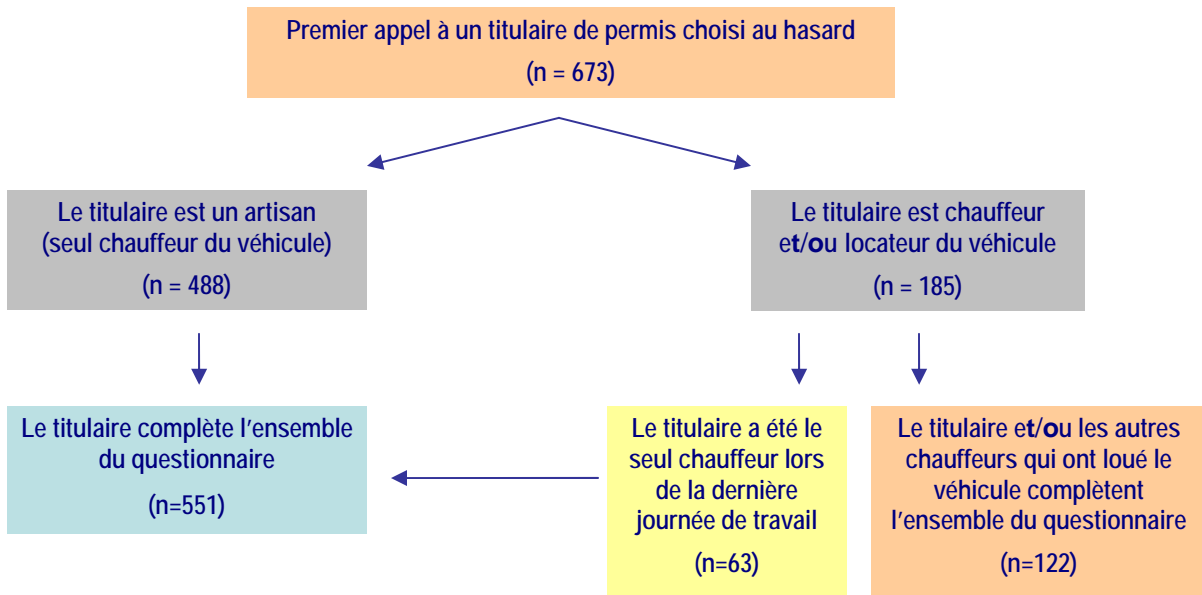 Premier appel à un titulaire de permis choisi au hasard
(n = 673)
Le titulaire est un artisan
(seul chauffeur du véhicule)
(n = 488)
Le titulaire est chauffeur
et/ou locateur du véhicule
(n = 185)
Le titulaire complète l'ensemble
du questionnaire
(n=551)
Le titulaire a été le
seul chauffeur lors
de la dernière
journée de travail
(n=63)
Le titulaire et/ou les autres
chauffeurs qui ont loué le
véhicule complètent
l'ensemble du questionnaire
(n=122)